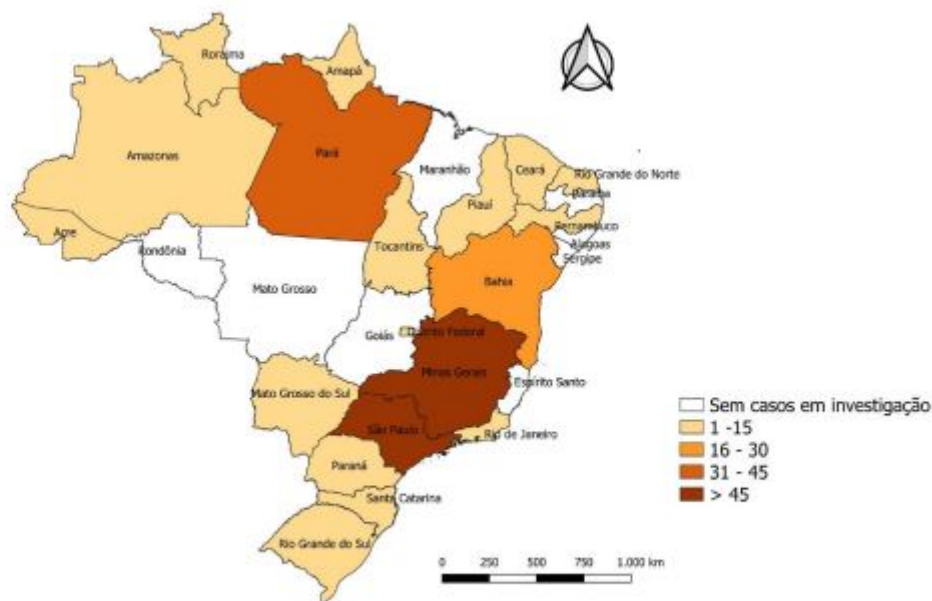 Roraima
Amapá
Amazonas
Pará
Maranhão
Ceará
Rio Grande do Norte
Paraíba
Piauí
Pernambuco
Acre
Tocantins
Alagoas
Rondônia
Sergipe
Mato Grosso
Bahia
Goiás
Distrito Federal
Minas Gerais
Espírito Santo
Mato Grosso do Sul
São Paulo
Rio de Janeiro
Paraná
Santa Catarina
Rio Grande do Sul
Sem casos em investigação
1 -15
16 - 30
31 - 45
> 45
0 250 500 750 1.000 km